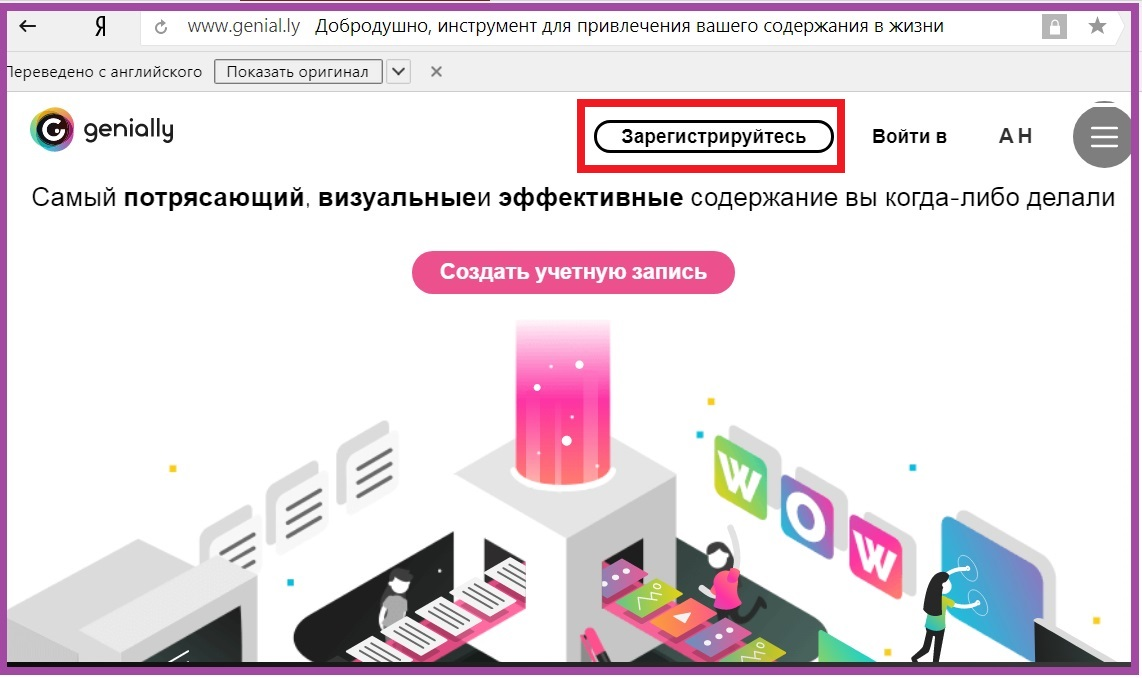 Я www.genial.ly Добродушно, инструмент для привлечения вашего содержания в жизни
Переведено с английского Показать оригинал
G genially Зарегистрируйтесь Войти в А Н
Самый потрясающий, визуальныеи эффективные содержание вы когда-либо делали
Создать учетную запись
WOW